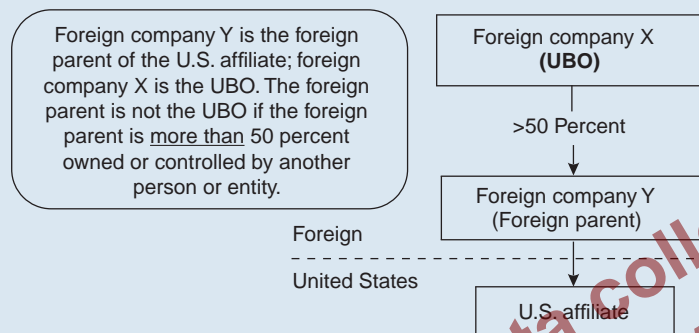 Foreign company Y is the foreign
parent of the U.S. affiliate; foreign
company X is the UBO. The foreign
parent is not the UBO if the foreign
parent is more than 50 percent
owned or controlled by another
person or entity.
Foreign company X
(UBO)
>50 Percent
Foreign company Y
(Foreign parent)
Foreign
United States
U.S. affiliate